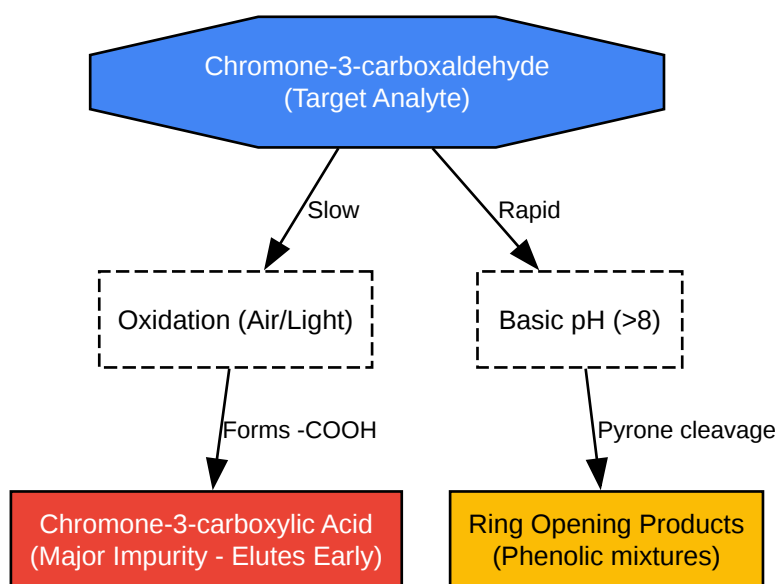 Chromone-3-carboxaldehyde
(Target Analyte)
Slow
Rapid
Oxidation (Air/Light)
Basic pH (>8)
Forms -COOH
Pyrone cleavage
Chromone-3-carboxylic Acid
(Major Impurity - Elutes Early)
Ring Opening Products
(Phenolic mixtures)